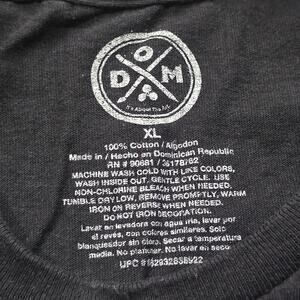 O
D M
It's About The Art.
XL
100% Cotton / Algodon
Made in / Hecho en Dominican Republic
RN # 90681 /
MACHINE WASH COLD WITH LIKE COLORS,
WASH INSIDE OUT, GENTLE CYCLE. USE
NON-CHLORINE BLEACH WHEN NEEDED,
TUMBLE DRY LOW, REMOVE PROMPTLY, WARM
IRON ON REVERSE WHEN NEEDED.
DO NOT IRON DECORATION.
Lavar en lavadora con agua fria, lavar por
el reves, con colores similares. Solo
blanqueador sin cloro. Secar a temperatura
media. No planchar. No lavar en seco
UPC #